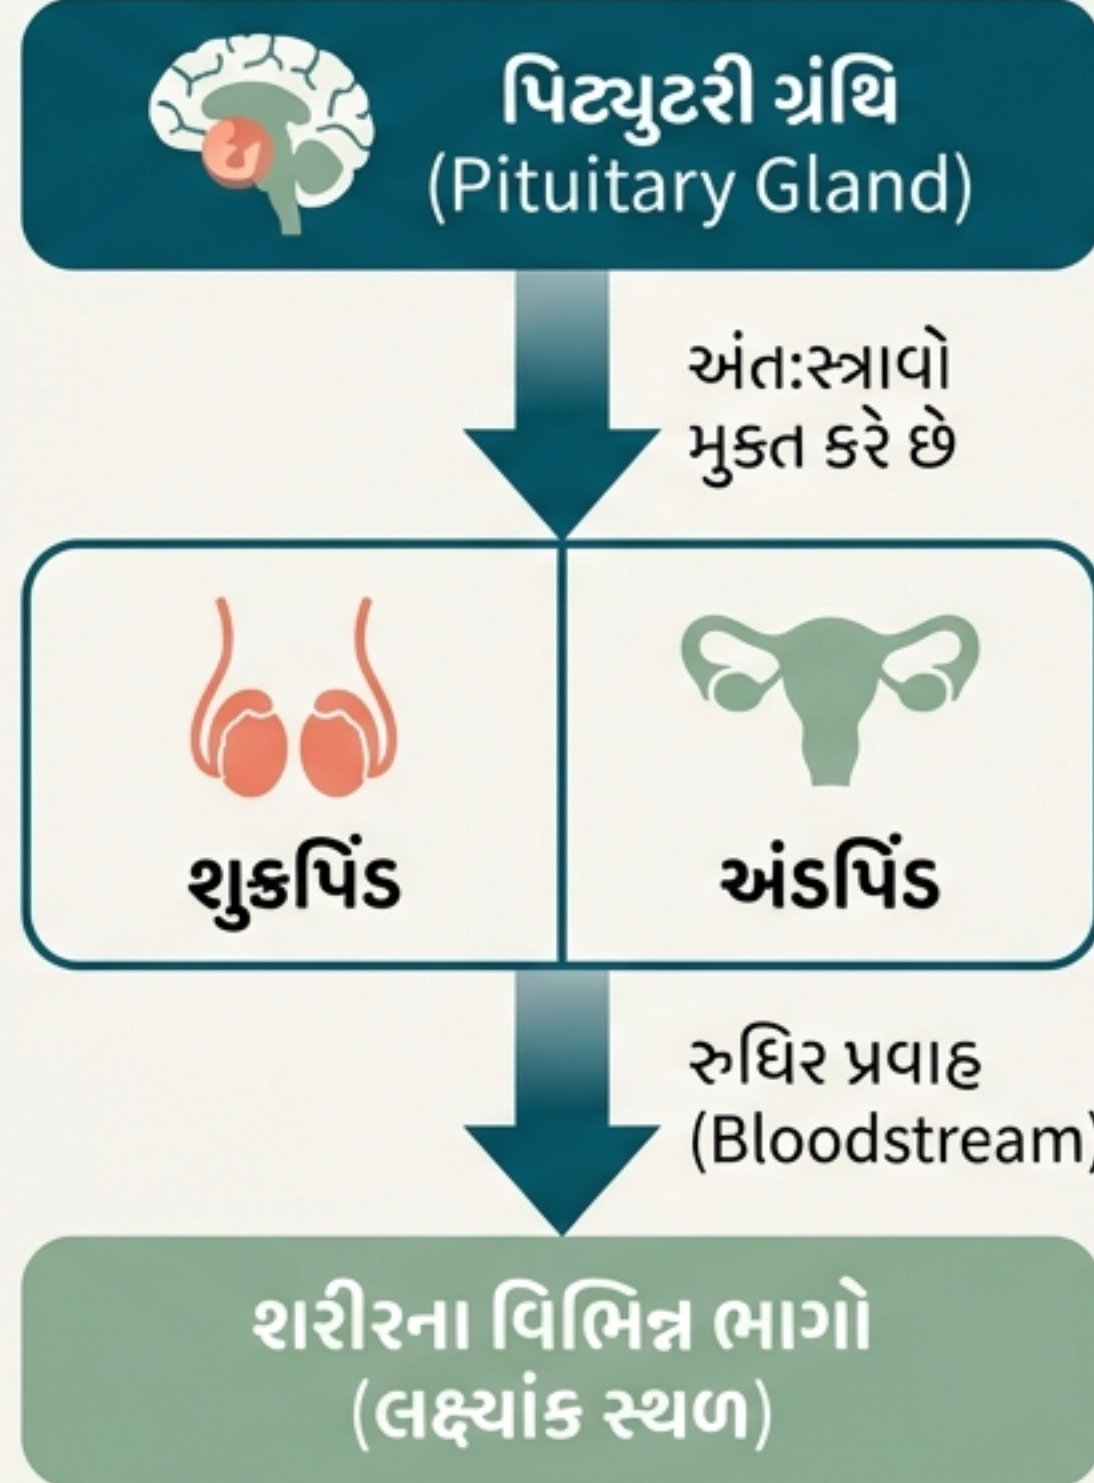 પિટ્યુટરી ગ્રંથિ
(Pituitary Gland)
અંત:સ્ત્રાવો
મુક્ત કરે છે
શુક્રપિંડ
અંડપિંડ
રુધિર પ્રવાહ
(Bloodstream)
શરીરના વિભિન્ન ભાગો
(લક્ષ્યાંક સ્થળ)